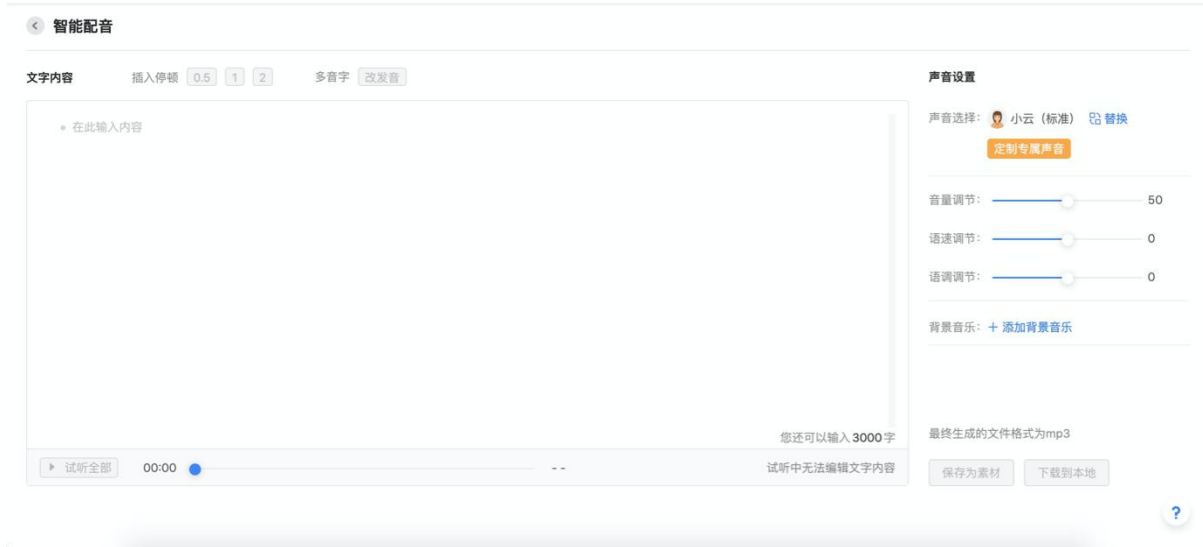 智能配音
文字内容 插入停顿 0.5 1 2 多音字 改发音
声音设置
在此输入内容
声音选择: 小云（标准） 替换
定制专属声音
音量调节: 50
语速调节: 0
语调调节: 0
背景音乐: + 添加背景音乐
您还可以输入3000字
最终生成的文件格式为mp3
试听全部 00:00 -- 试听中无法编辑文字内容
保存为素材 下载到本地
?